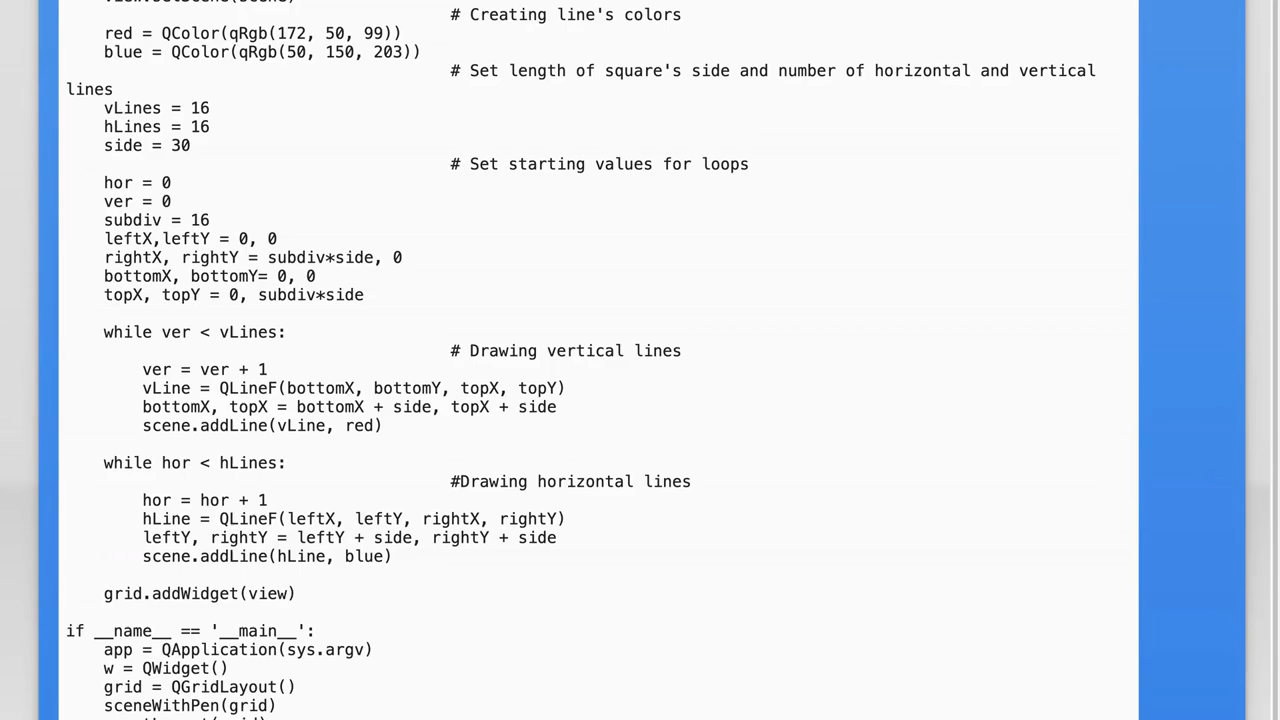 # Creating line's colors
red = QColor(qRgb(172, 50, 99))
blue = QColor(qRgb(50, 150, 203))
# Set length of square's side and number of horizontal and vertical
lines
vLines = 16
hLines = 16
side = 30
# Set starting values for loops
hor = 0
ver = 0
subdiv = 16
leftX,leftY = 0, 0
rightX, rightY = subdiv*side, 0
bottomX, bottomY= 0, 0
topX, topY = 0, subdiv*side
while ver < vLines:
# Drawing vertical lines
ver = ver + 1
vLine = QLineF(bottomX, bottomY, topX, topY)
bottomX, topX = bottomX + side, topX + side
scene.addLine(vLine, red)
while hor < hLines:
#Drawing horizontal lines
hor = hor + 1
hLine = QLineF(leftX, leftY, rightX, rightY)
leftY, rightY = leftY + side, rightY + side
scene.addLine(hLine, blue)
grid.addWidget(view)
if __name__ == '__main__':
app = QApplication(sys.argv)
w = QWidget()
grid = QGridLayout()
sceneWithPen(grid)